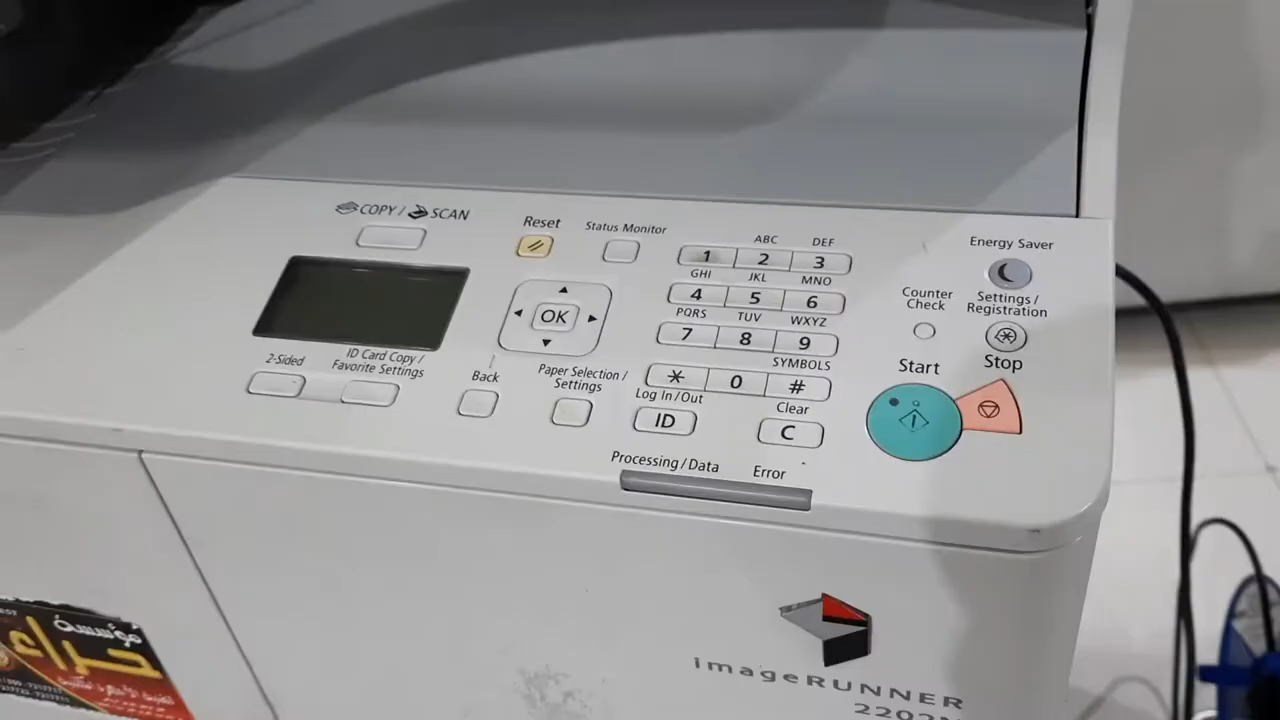 COPY / SCAN
Reset
Status Monitor
Energy Saver
1
ABC
2
DEF
3
GHI
4
JKL
5
MNO
6
PQRS
7
TUV
8
WXYZ
9
SYMBOLS
*
0
#
Counter
Check
Settings /
Registration
OK
2-Sided
ID Card Copy /
Favorite Settings
Back
Paper Selection /
Settings
Log In/Out
ID
Clear
C
Start
Stop
Processing/Data
Error
imageRUNNER
مؤسسة
حراء